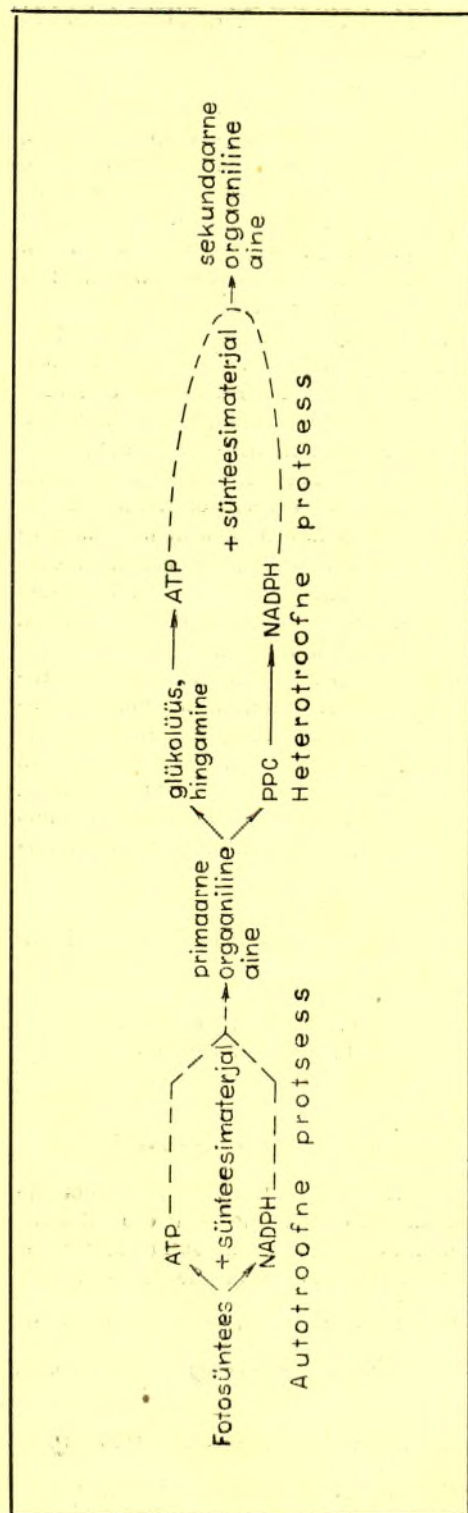 Fotosüntees
ATP
+ sünteesimaterjal
NADPH
primaarne
orgaaniline
aine
Autotroofne protsess
glükolüüs,
hingamine
ATP
+ sünteesimaterjal
PPC
NADPH
sekundaarne
orgaaniline
aine
Heterotroofne protsess